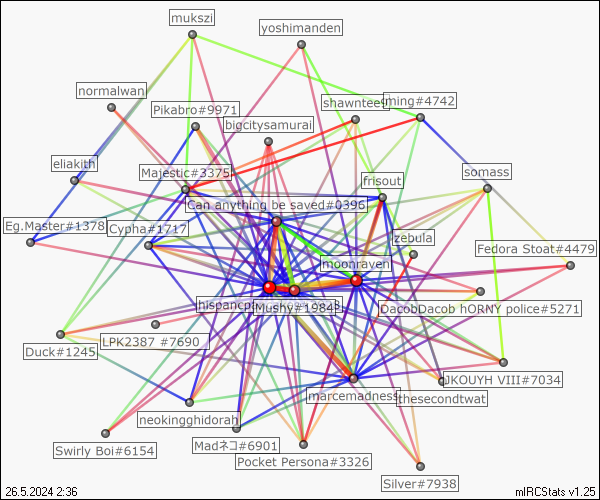 mukszi
yoshimanden
normalwan
shawntee
ming#4742
Pikabro#9971
bigcitysamurai
eliakith
Majestic#3375
frisout
somass
Can anything be saved#0396
Eg.Master#1378
Cypha#1717
zebula
Fedora Stoat#4479
moonraven
hispancp
Mushy#1984
DacobDacob hORNY police#5271
LPK2387 #7690
Duck#1245
JKOUYH VIII#7034
marcemadness
thesecondtwat
neokingghidorah
Madネコ#6901
Swirly Boi#6154
Pocket Persona#3326
Silver#7938
26.5.2024 2:36
mIRCStats v1.25